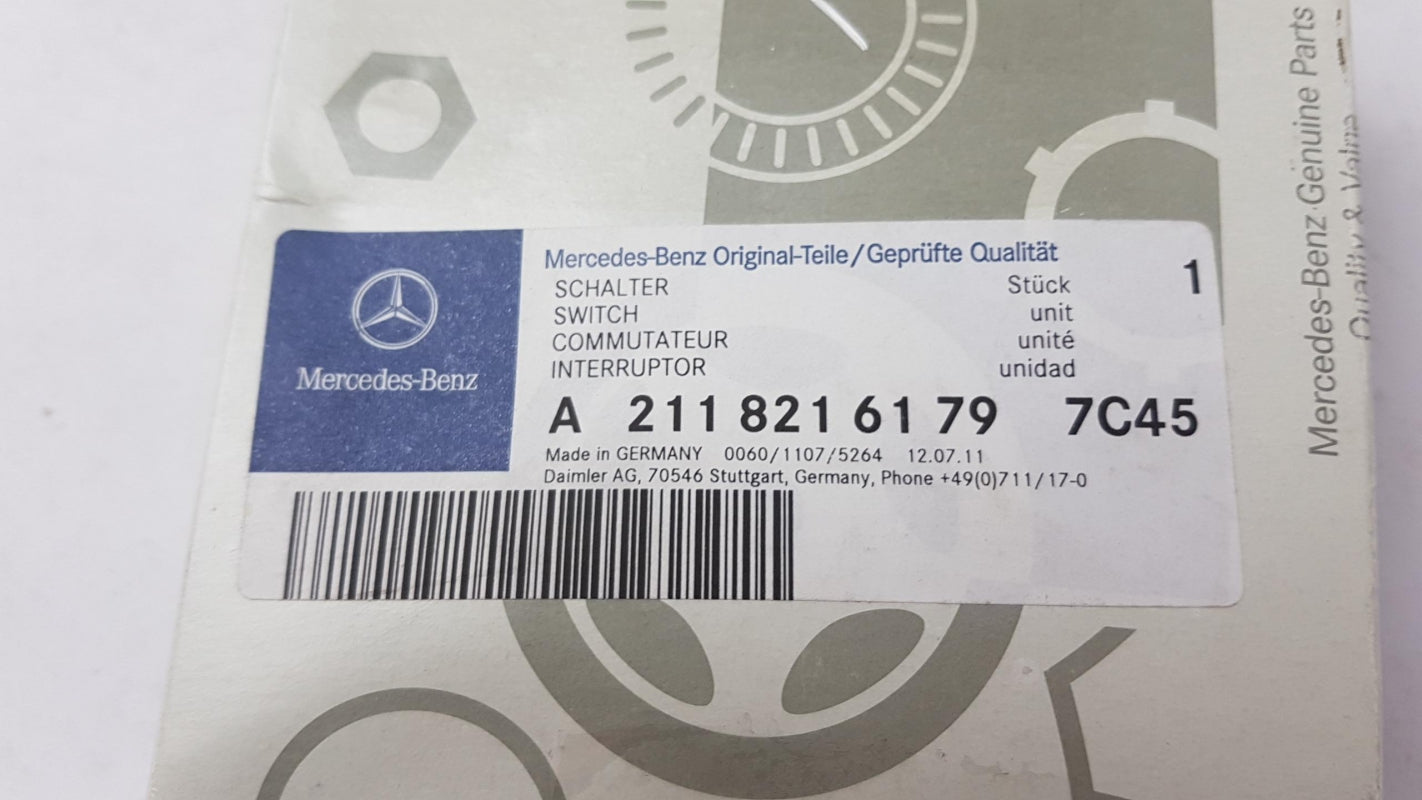 Mercedes-Benz
Mercedes-Benz Original-Teile/Geprüfte Qualität
SCHALTER Stück 1
SWITCH unit
COMMUTATEUR unité
INTERRUPTOR unidad
A 211 821 61 79 7C45
Made in GERMANY 0060/1107/5264 12.07.11
Daimler AG, 70546 Stuttgart, Germany, Phone +49(0)711/17-0
Mercedes-Benz Genuine Parts
Quality & Value